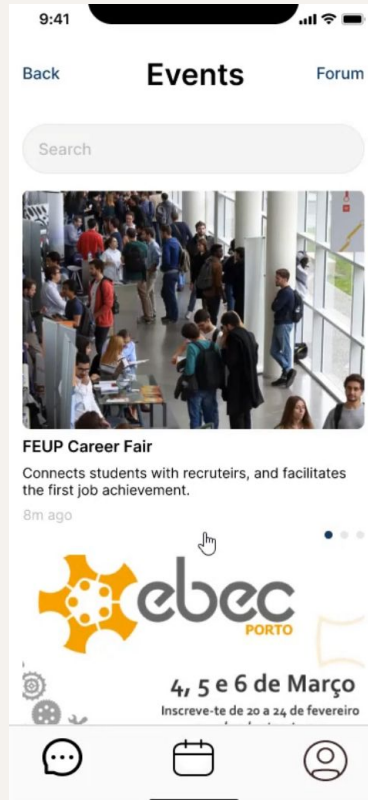 9:41
Back
Events
Forum
Search
FEUP Career Fair
Connects students with recruteirs, and facilitates
the first job achievement.
8m ago
ebec
PORTO
4, 5 e 6 de Março
Inscreve-te de 20 a 24 de fevereiro